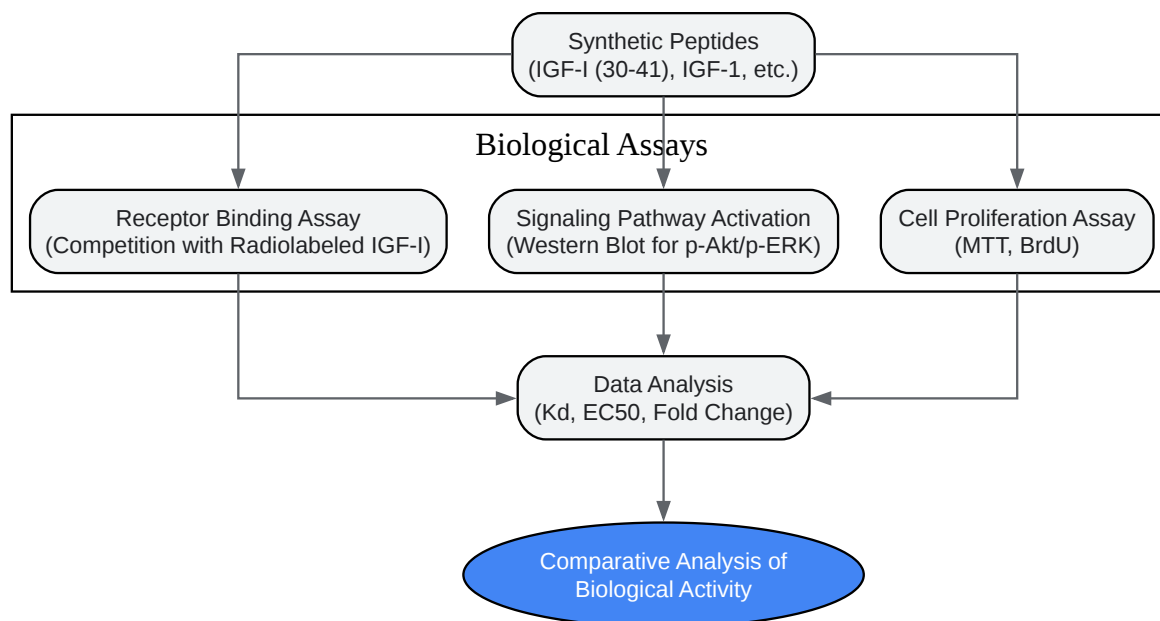 Synthetic Peptides
(IGF-I (30-41), IGF-1, etc.)
Biological Assays
Receptor Binding Assay
(Competition with Radiolabeled IGF-I)
Signaling Pathway Activation
(Western Blot for p-Akt/p-ERK)
Cell Proliferation Assay
(MTT, BrdU)
Data Analysis
(Kd, EC50, Fold Change)
Comparative Analysis of
Biological Activity